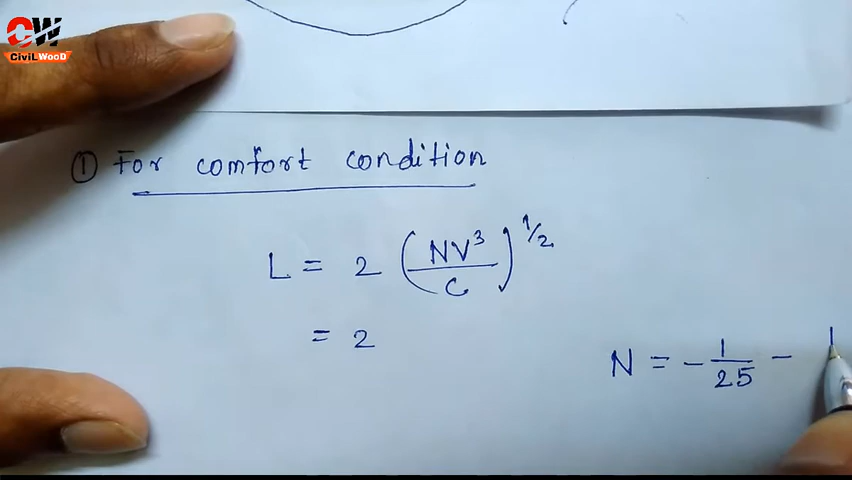 CW
CiViL WooD
① For comfort condition
L = 2 (NV³/C)^1/2
= 2
N = - 1/25 - 1